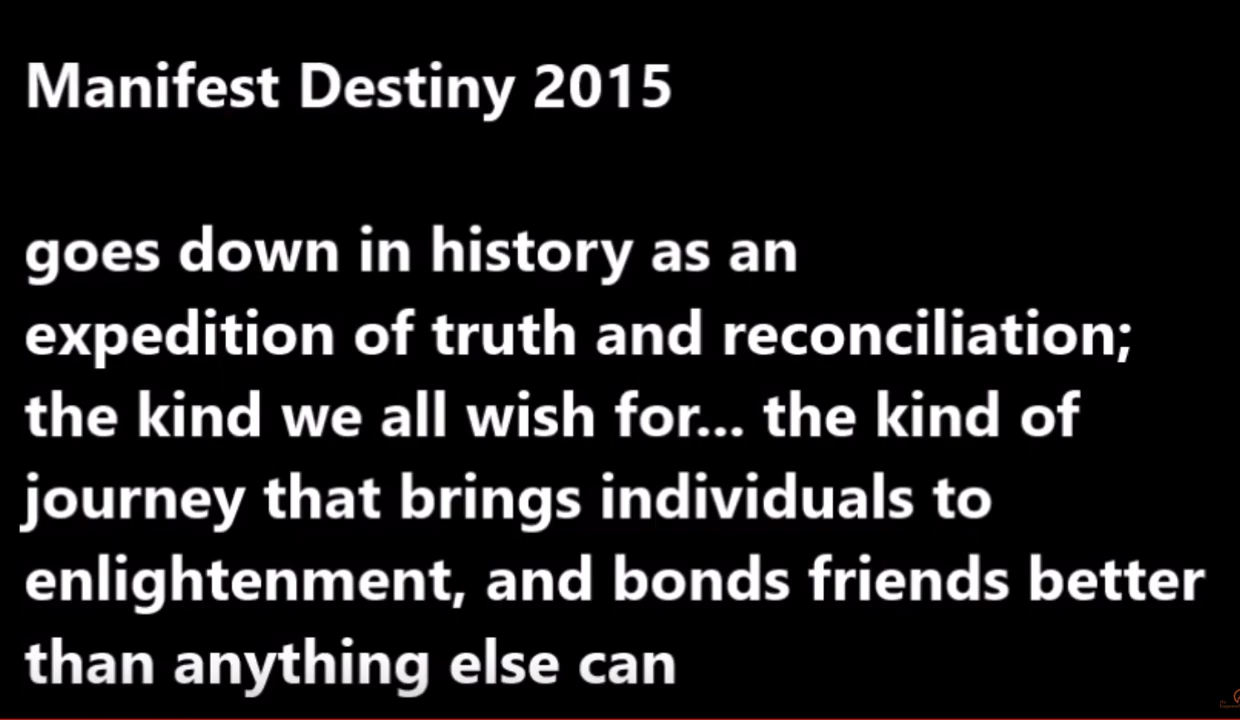 Manifest Destiny 2015
goes down in history as an
expedition of truth and reconciliation;
the kind we all wish for... the kind of
journey that brings individuals to
enlightenment, and bonds friends better
than anything else can